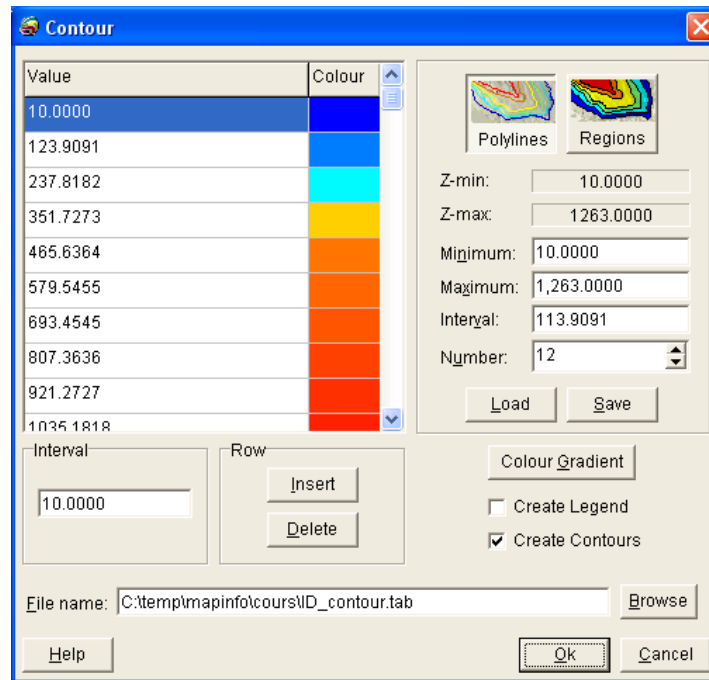 Contour
Value Colour
10.0000
123.9091
237.8182
351.7273
465.6364
579.5455
693.4545
807.3636
921.2727
1035.1818
Polylines Regions
Z-min: 10.0000
Z-max: 1263.0000
Minimum: 10.0000
Maximum: 1,263.0000
Interval: 113.9091
Number: 12
Load Save
Interval
10.0000
Row
Insert
Delete
Colour Gradient
Create Legend
Create Contours
File name: C:\temp\mapinfo\cours\ID_contour.tab Browse
Help Ok Cancel